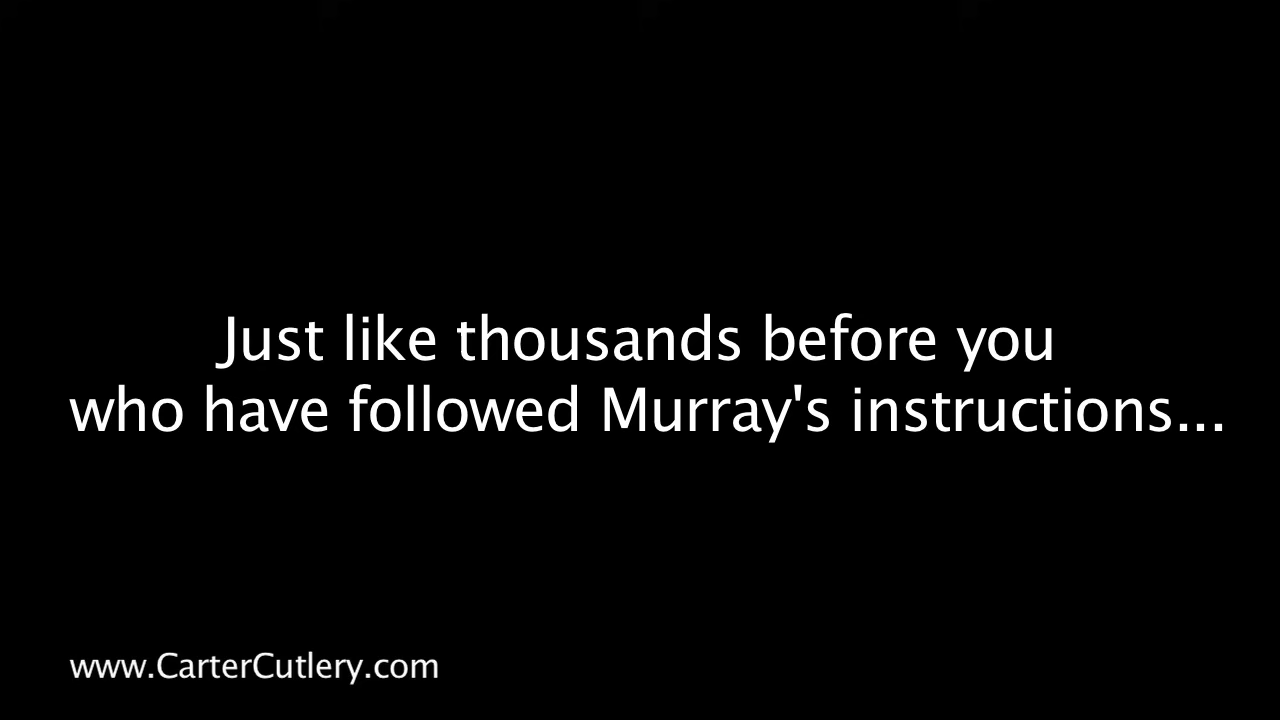 Just like thousands before you
who have followed Murray's instructions...
www.CarterCutlery.com